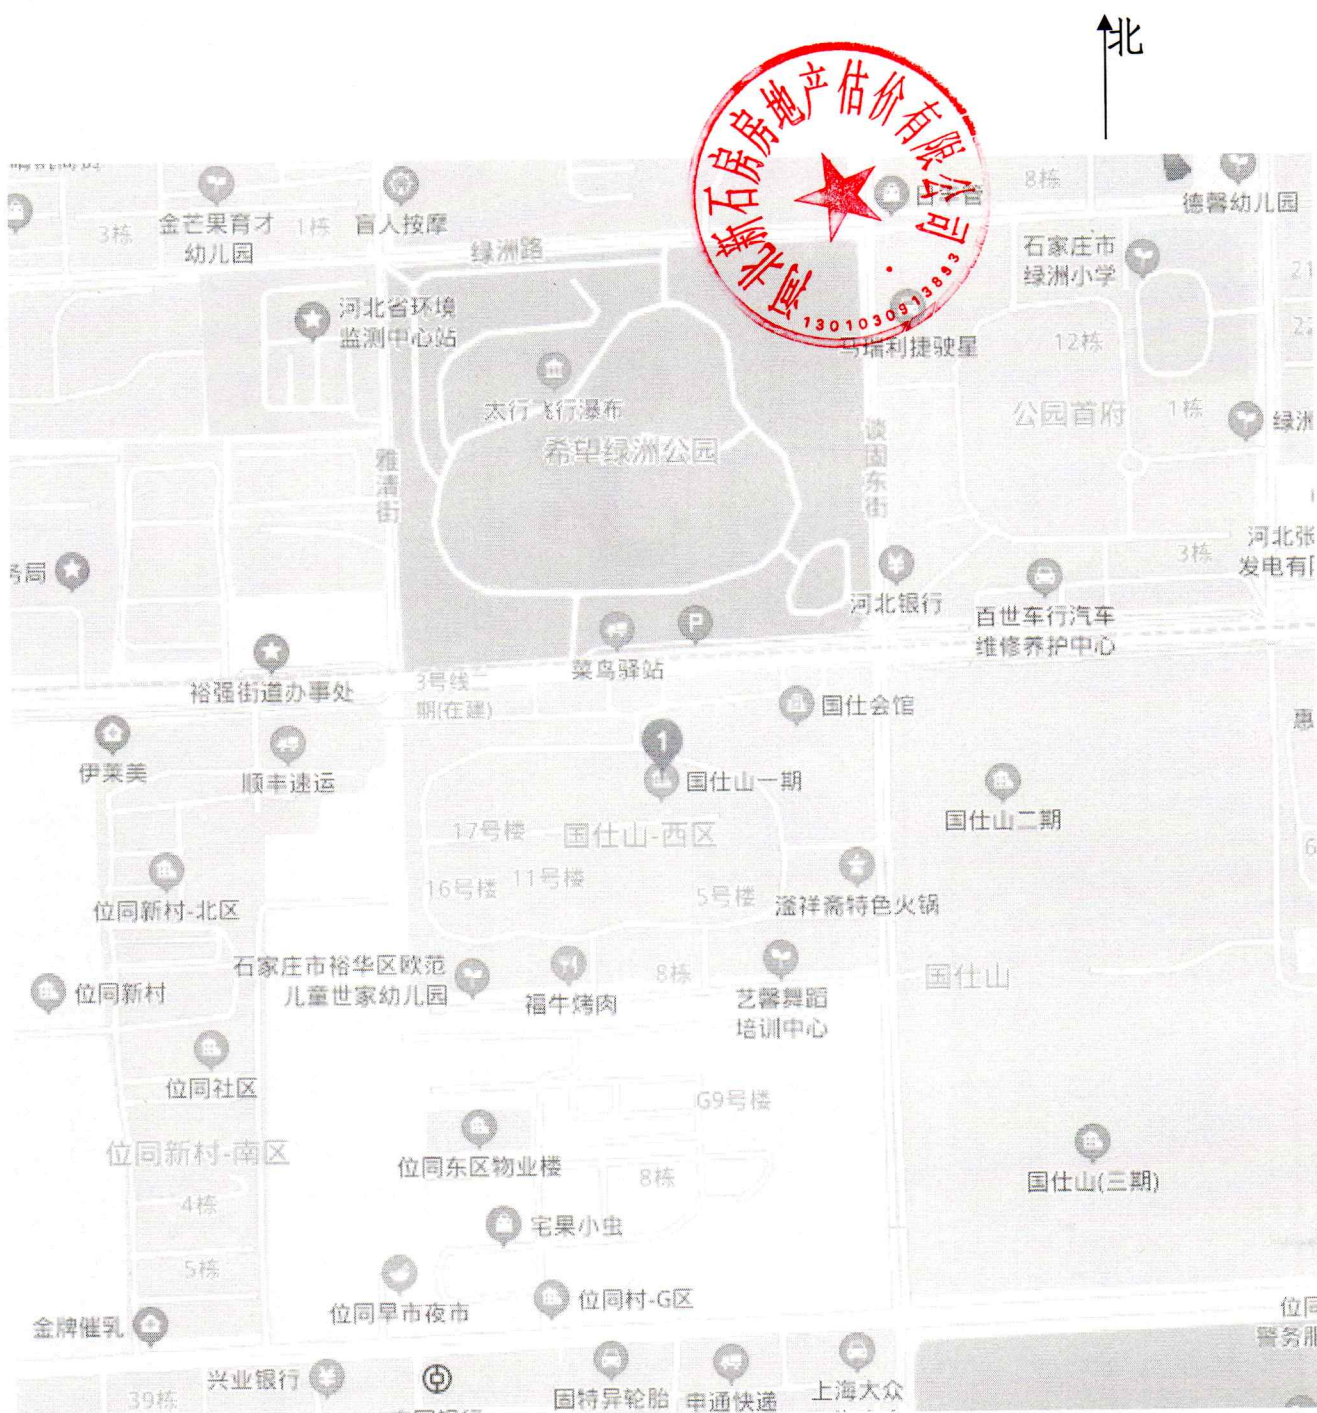 北
河北新石房房地产估价有限公司
1301030913893
金芒果育才
幼儿园
3栋
1栋
盲人按摩
绿洲路
8栋
德馨幼儿园
石家庄市
绿洲小学
河北省环境
监测中心站
马瑞利捷驶星
12栋
太行飞行瀑布
希望绿洲公园
公园首府
1栋
绿洲
雅清街
谈固东街
3栋
河北张
发电有
务局
河北银行
百世车行汽车
维修养护中心
菜鸟驿站
裕强街道办事处
3号线二
期(在建)
国仕会馆
惠
伊莱美
顺丰速运
1
国仕山一期
国仕山二期
17号楼
国仕山-西区
16号楼
11号楼
5号楼
滏祥斋特色火锅
位同新村-北区
石家庄市裕华区欧范
儿童世家幼儿园
福牛烤肉
8栋
艺馨舞蹈
培训中心
国仕山
位同新村
位同社区
G9号楼
位同新村-南区
位同东区物业楼
8栋
国仕山(三期)
4栋
宅果小虫
5栋
位同早市夜市
位同村-G区
金牌催乳
位同
警务服
兴业银行
39栋
固特异轮胎
申通快递
上海大众